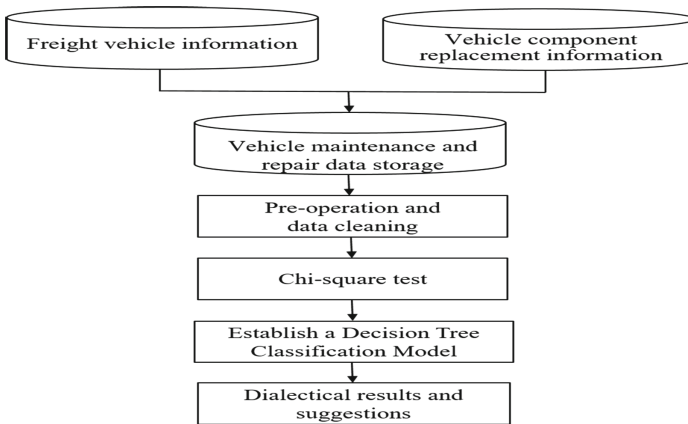 Freight vehicle information
Vehicle component
replacement information
Vehicle maintenance and
repair data storage
Pre-operation and
data cleaning
Chi-square test
Establish a Decision Tree
Classification Model
Dialectical results and
suggestions